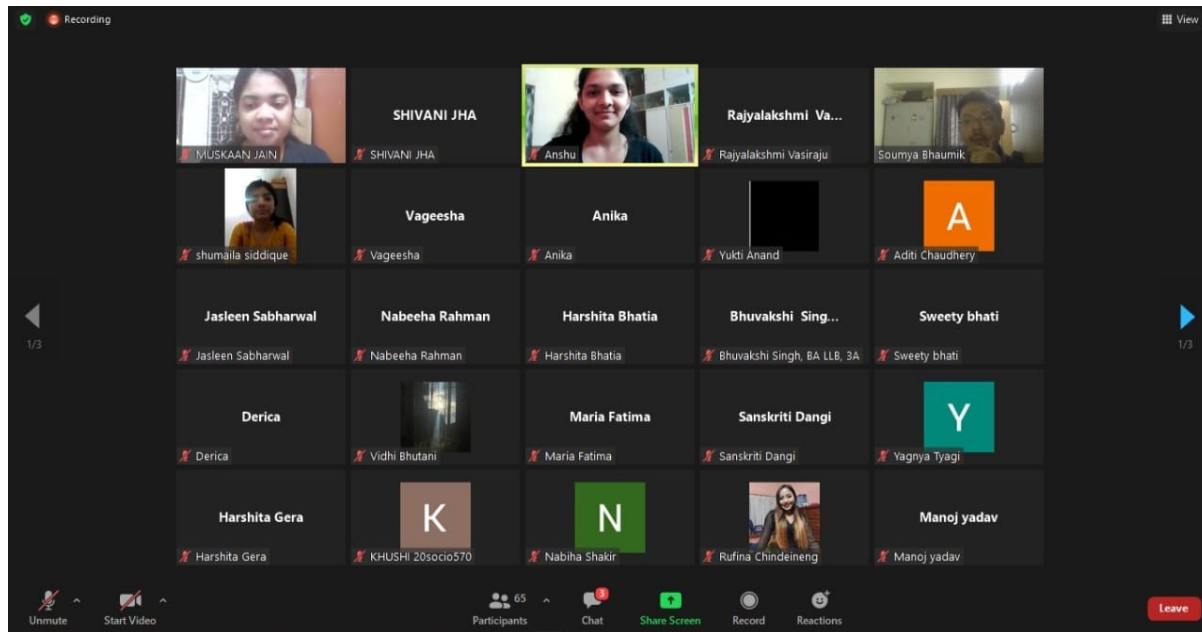 Recording
View
SHIVANI JHA
Rajyalakshmi Va...
MUSKAAN JAIN
SHIVANI JHA
Anshu
Rajyalakshmi Vasiraju
Soumya Bhaumik
Vageesha
Anika
A
shumaila siddique
Vageesha
Anika
Yukti Anand
Aditi Chaudhery
Jasleen Sabharwal
Nabeeha Rahman
Harshita Bhatia
Bhuvakshi Sing...
Sweety bhati
1/3
1/3
Jasleen Sabharwal
Nabeeha Rahman
Harshita Bhatia
Bhuvakshi Singh, BA LLB, 3A
Sweety bhati
Derica
Maria Fatima
Sanskriti Dangi
Y
Derica
Vidhi Bhutani
Maria Fatima
Sanskriti Dangi
Yagnya Tyagi
Harshita Gera
K
N
Manoj yadav
Harshita Gera
KHUSHI 20socio570
Nabiha Shakir
Rufina Chindeineng
Manoj yadav
65
3
Unmute
Start Video
Participants
Chat
Share Screen
Record
Reactions
Leave